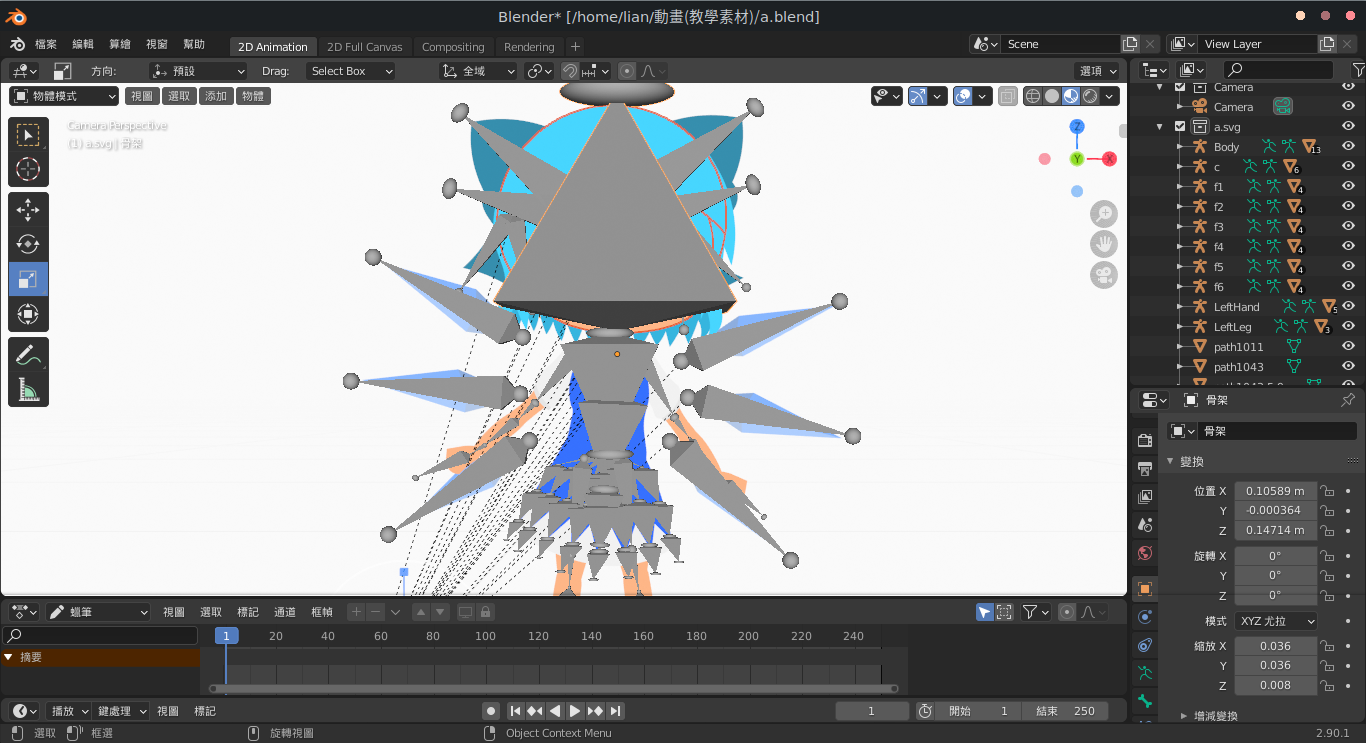 Blender* [/home/lian/動畫(教學素材)/a.blend]
檔案 編輯 算繪 視窗 幫助 2D Animation 2D Full Canvas Compositing Rendering + Scene View Layer
方向: 預設 Drag: Select Box 全域 選項
物體模式 視圖 選取 添加 物體
Camera Perspective
(1) a.svg | 骨架
Z
Y
X
Camera
Camera
a.svg
Body 13
c 6
f1 4
f2 4
f3 4
f4 4
f5 4
f6 4
LeftHand 5
LeftLeg 3
path1011
path1043
骨架
骨架
變換
位置 X 0.10589 m
Y -0.000364
Z 0.14714 m
旋轉 X 0°
Y 0°
Z 0°
模式 XYZ 尤拉
縮放 X 0.036
Y 0.036
Z 0.008
增減變換
蠟筆 視圖 選取 標記 通道 框幀
1 20 40 60 80 100 120 140 160 180 200 220 240
摘要
播放 鍵處理 視圖 標記 1 開始 1 結束 250
選取 框選 旋轉視圖 Object Context Menu 2.90.1